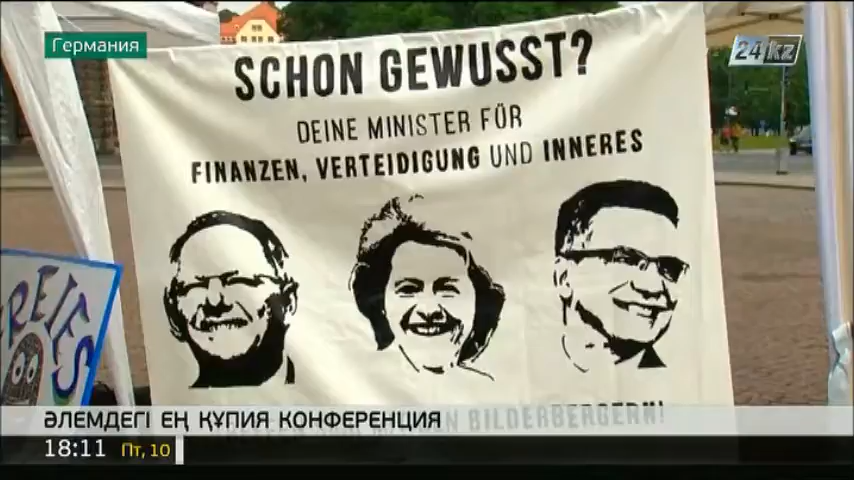 Германия
24kz
SCHON GEWUSST?
DEINE MINISTER FÜR
FINANZEN, VERTEIDIGUNG UND INNERES
BILDERBERGERN!
ӘЛЕМДЕГІ ЕҢ ҚҰПИЯ КОНФЕРЕНЦИЯ
18:11 Пт, 10